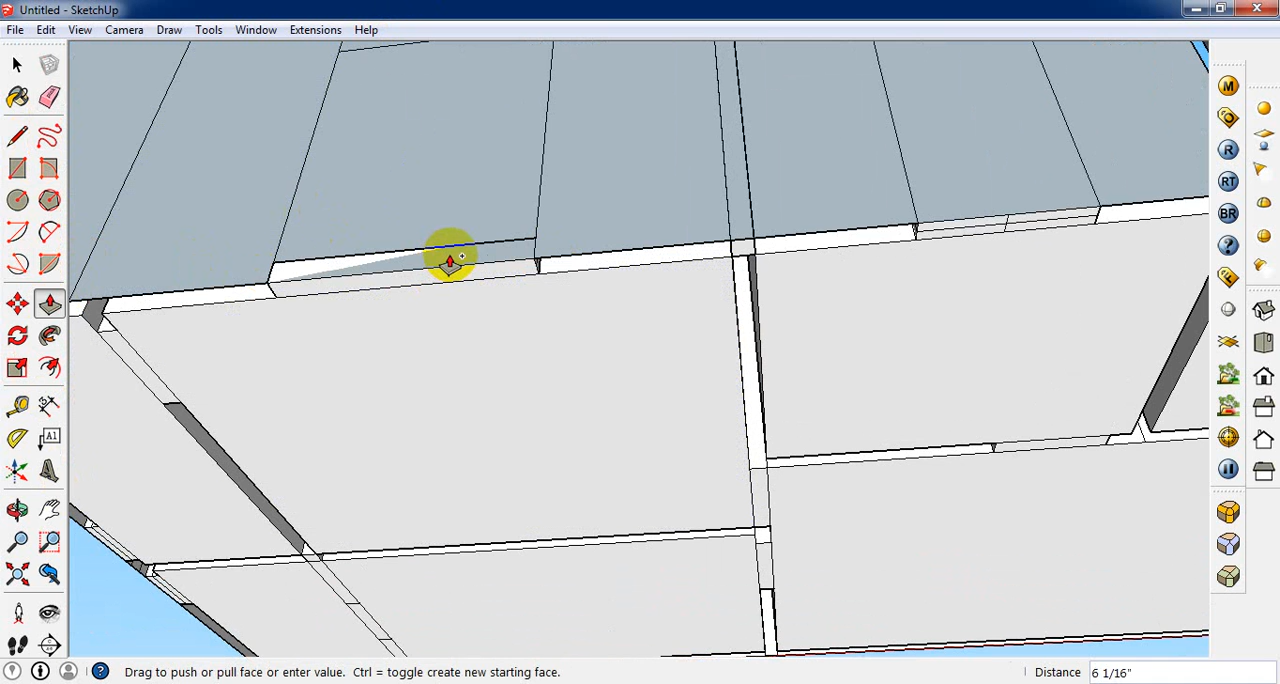 Untitled - SketchUp
File Edit View Camera Draw Tools Window Extensions Help
M
R
RT
BR
?
F
A1
Drag to push or pull face or enter value. Ctrl = toggle create new starting face.
Distance 6 1/16"